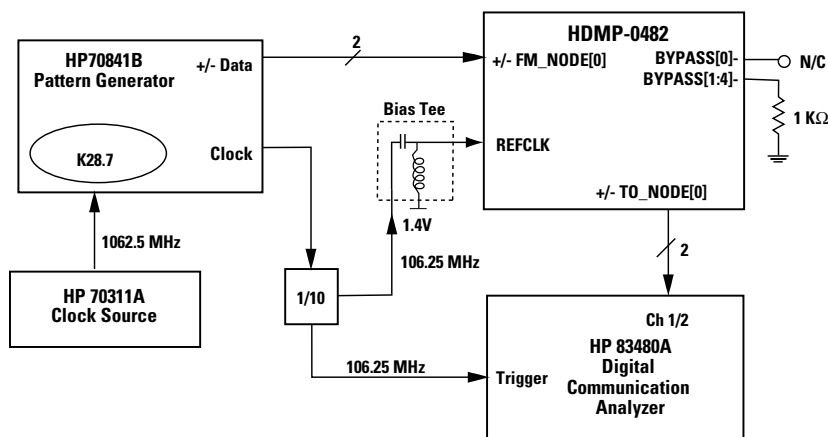 HP70841B
Pattern Generator
+/- Data
K28.7
Clock
1062.5 MHz
HP 70311A
Clock Source
2
Bias Tee
1.4V
106.25 MHz
1/10
106.25 MHz
HDMP-0482
+/- FM_NODE[0]
BYPASS[0]-
N/C
BYPASS[1:4]-
1 KΩ
REFCLK
+/- TO_NODE[0]
2
Ch 1/2
HP 83480A
Digital
Communication
Analyzer
Trigger